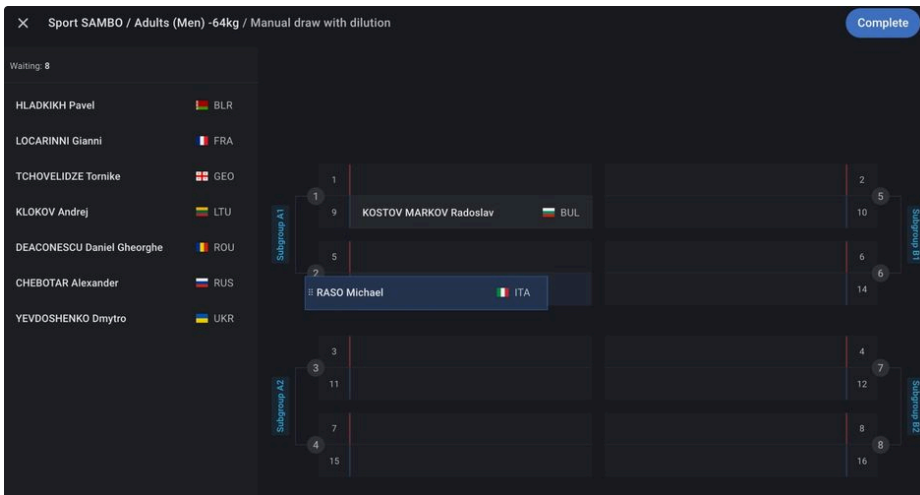 Sport SAMBO / Adults (Men) -64kg / Manual draw with dilution
Complete
Waiting: 8
HLADKIKH Pavel BLR
LOCARINNI Gianni FRA
TCHOVELIDZE Tornike GEO
KLOKOV Andrej LTU
DEACONESCU Daniel Gheorghe ROU
CHEBOTAR Alexander RUS
YEVDOSHENKO Dmytro UKR
Subgroup A1
1
1
9 KOSTOV MARKOV Radoslav BUL
5
2
RASO Michael ITA
Subgroup A2
3
3
11
7
4
15
2
5
10
Subgroup B1
6
6
14
4
7
12
Subgroup B2
8
8
16